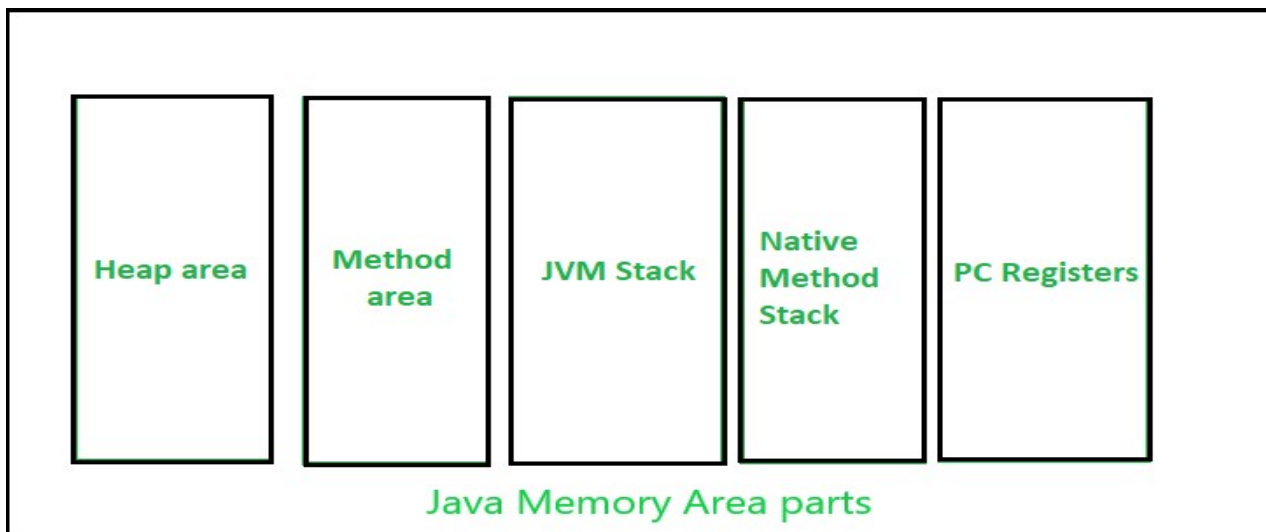 Heap area
Method
area
JVM Stack
Native
Method
Stack
PC Registers
Java Memory Area parts